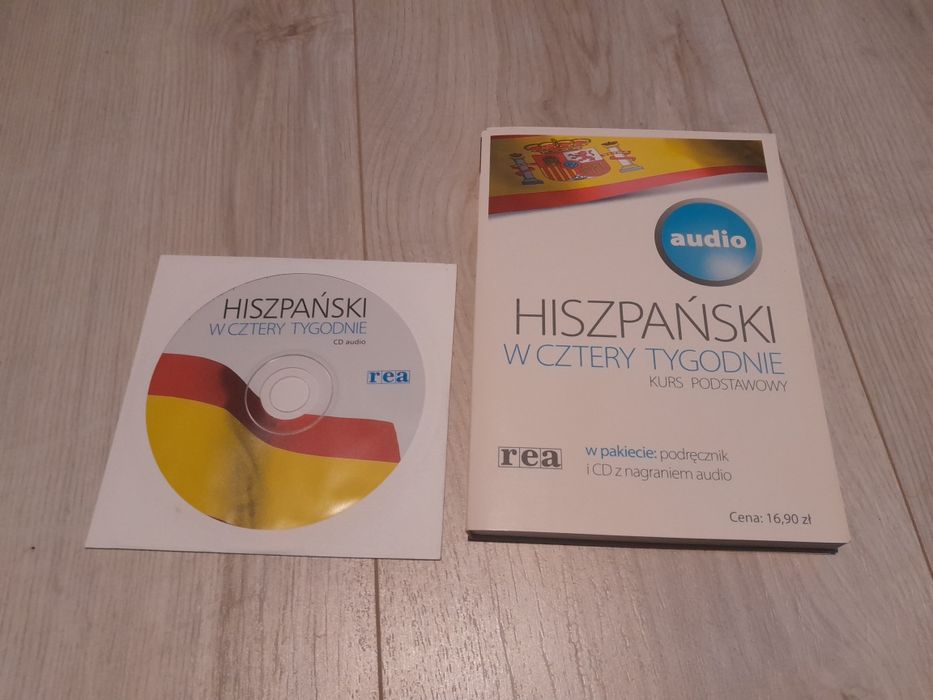 HISZPAŃSKI
W CZTERY TYGODNIE
CD audio
rea
audio
HISZPAŃSKI
W CZTERY TYGODNIE
KURS PODSTAWOWY
rea
w pakiecie: podręcznik
i CD z nagraniem audio
Cena: 16,90 zł